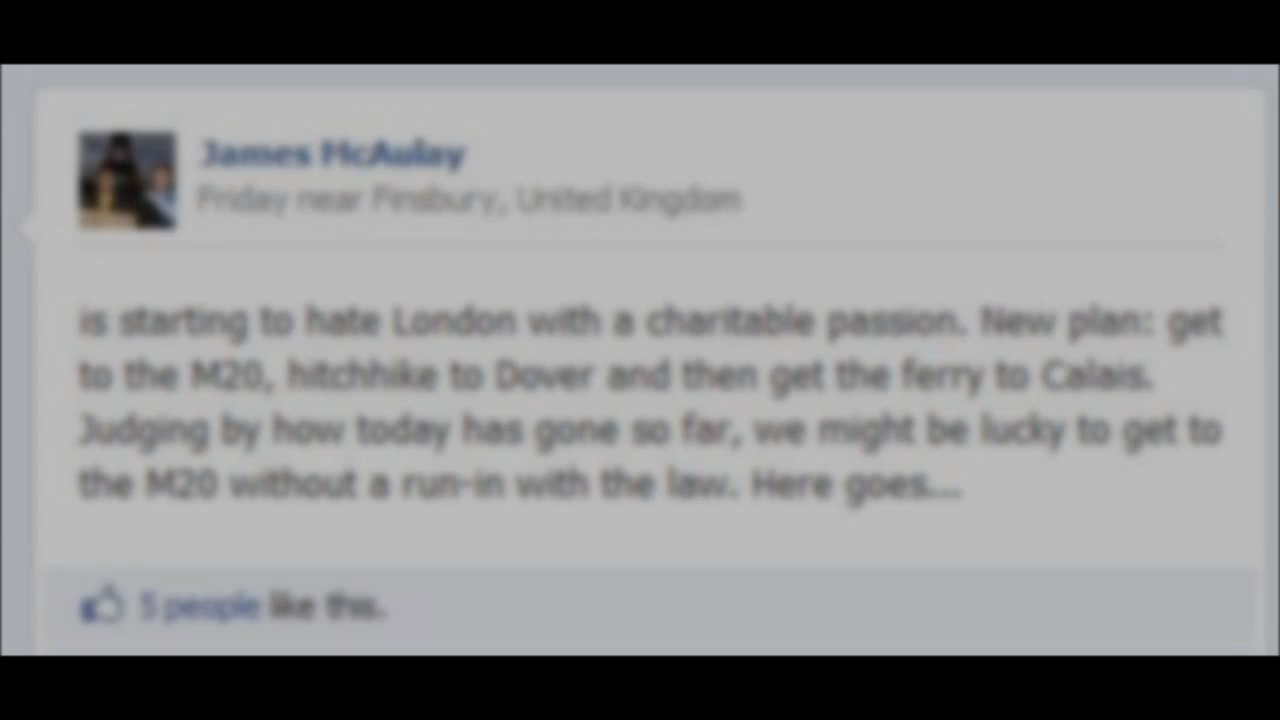 James McAulay
Friday near Finsbury, United Kingdom
is starting to hate London with a charitable passion. New plan: get
to the M20, hitchhike to Dover and then get the ferry to Calais.
Judging by how today has gone so far, we might be lucky to get to
the M20 without a run-in with the law. Here goes...
5 people like this.